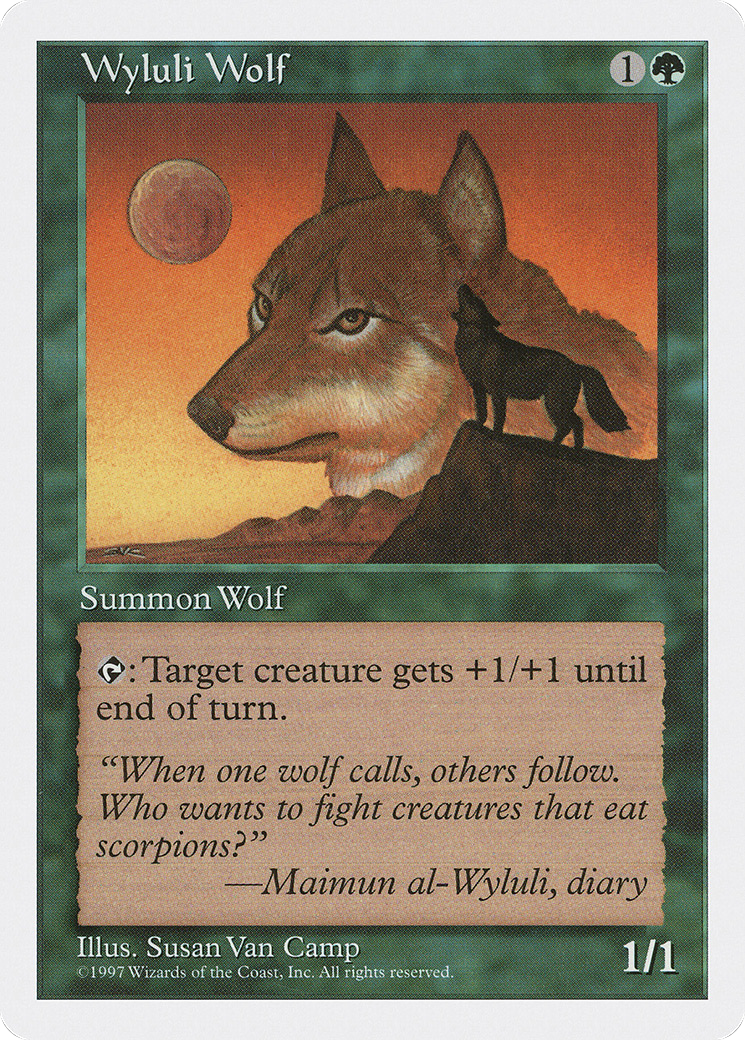 Wyluli Wolf 1
SVC
Summon Wolf
: Target creature gets +1/+1 until
end of turn.
“When one wolf calls, others follow.
Who wants to fight creatures that eat
scorpions?”
—Maimun al-Wyluli, diary
Illus. Susan Van Camp
©1997 Wizards of the Coast, Inc. All rights reserved.
1/1